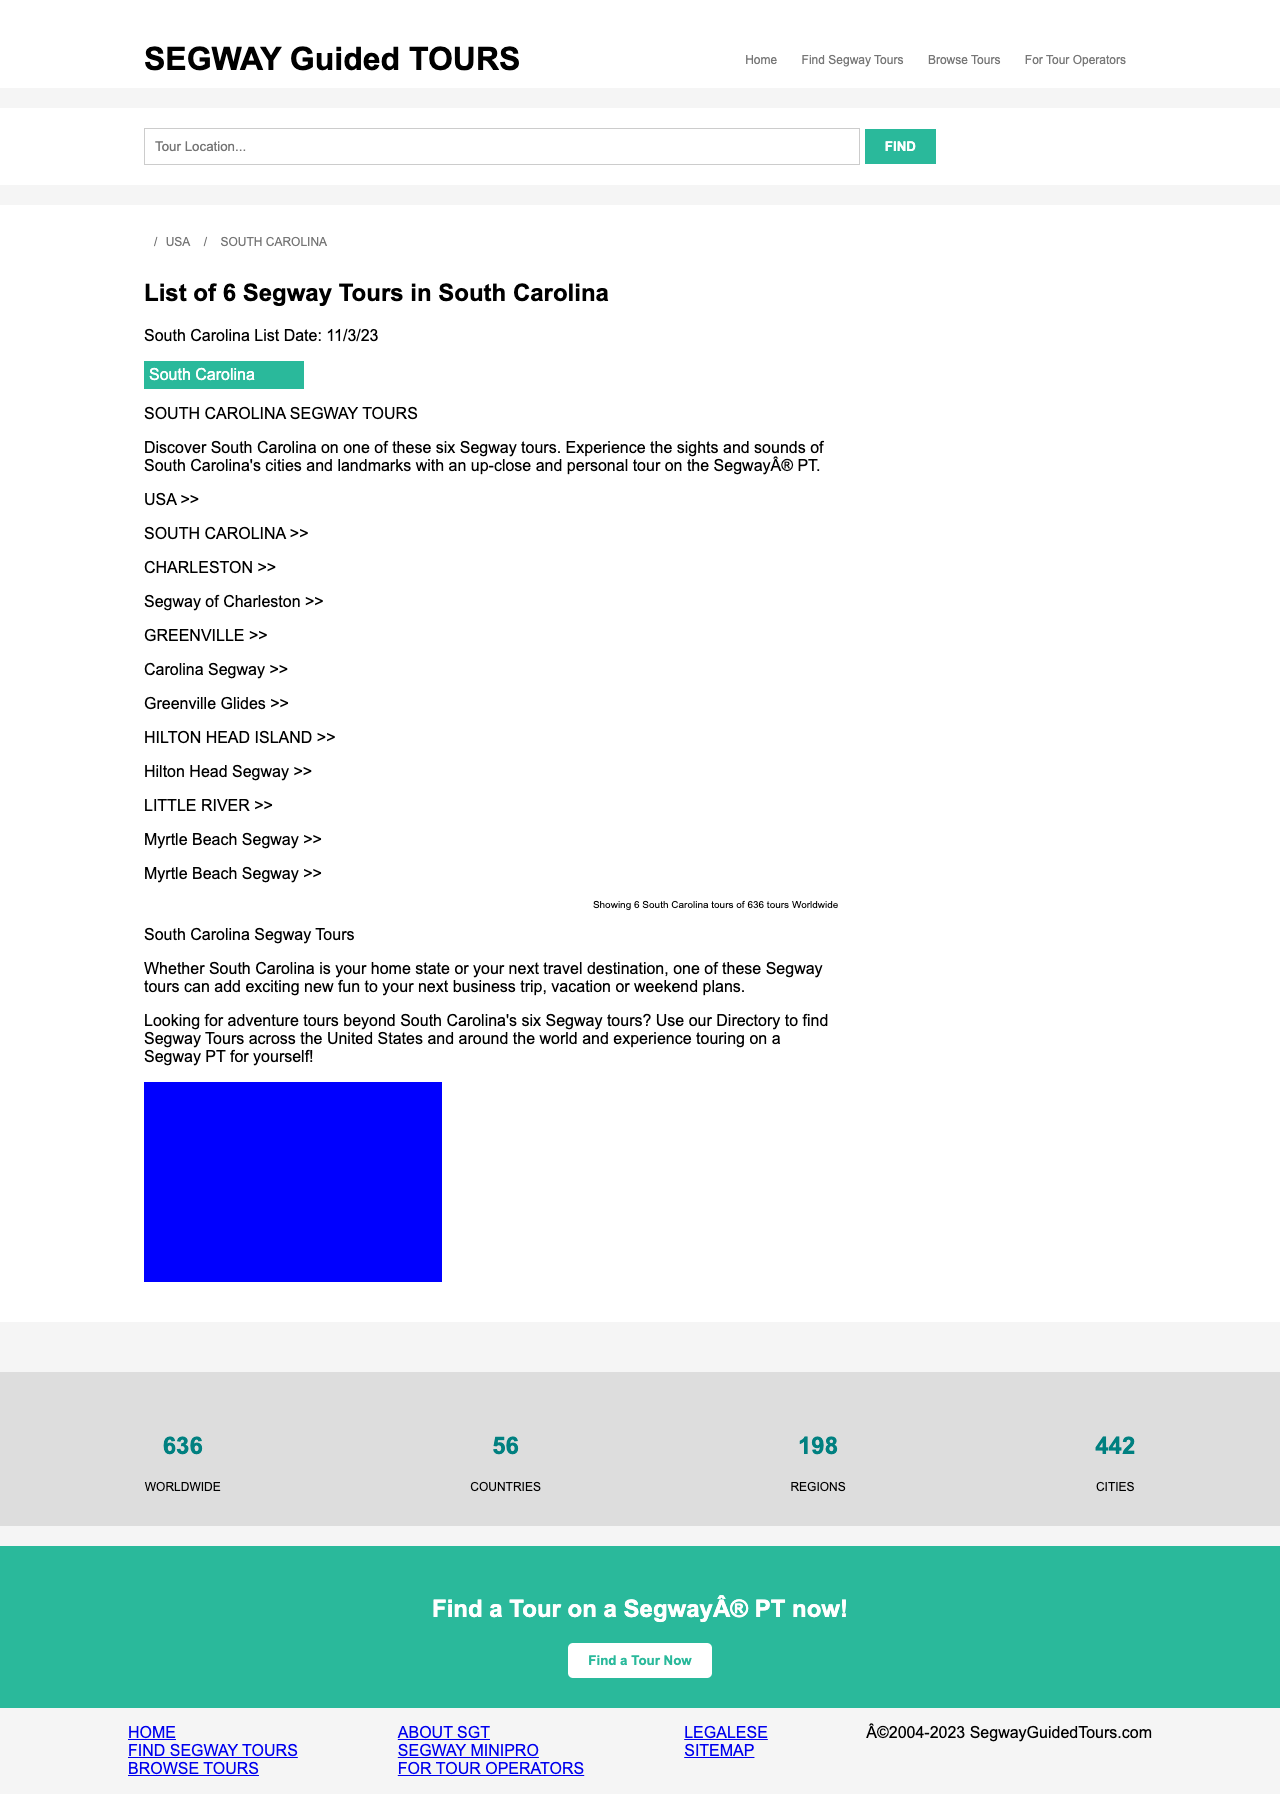 SEGWAY Guided TOURS
Home Find Segway Tours Browse Tours For Tour Operators
Tour Location... FIND
/ USA / SOUTH CAROLINA
List of 6 Segway Tours in South Carolina
South Carolina List Date: 11/3/23
South Carolina
SOUTH CAROLINA SEGWAY TOURS
Discover South Carolina on one of these six Segway tours. Experience the sights and sounds of
South Carolina's cities and landmarks with an up-close and personal tour on the SegwayÂ® PT.
USA >>
SOUTH CAROLINA >>
CHARLESTON >>
Segway of Charleston >>
GREENVILLE >>
Carolina Segway >>
Greenville Glides >>
HILTON HEAD ISLAND >>
Hilton Head Segway >>
LITTLE RIVER >>
Myrtle Beach Segway >>
Myrtle Beach Segway >>
Showing 6 South Carolina tours of 636 tours Worldwide
South Carolina Segway Tours
Whether South Carolina is your home state or your next travel destination, one of these Segway
tours can add exciting new fun to your next business trip, vacation or weekend plans.
Looking for adventure tours beyond South Carolina's six Segway tours? Use our Directory to find
Segway Tours across the United States and around the world and experience touring on a
Segway PT for yourself!
636 56 198 442
WORLDWIDE COUNTRIES REGIONS CITIES
Find a Tour on a SegwayÂ® PT now!
Find a Tour Now
HOME ABOUT SGT LEGALESE Â©2004-2023 SegwayGuidedTours.com
FIND SEGWAY TOURS SEGWAY MINIPRO SITEMAP
BROWSE TOURS FOR TOUR OPERATORS